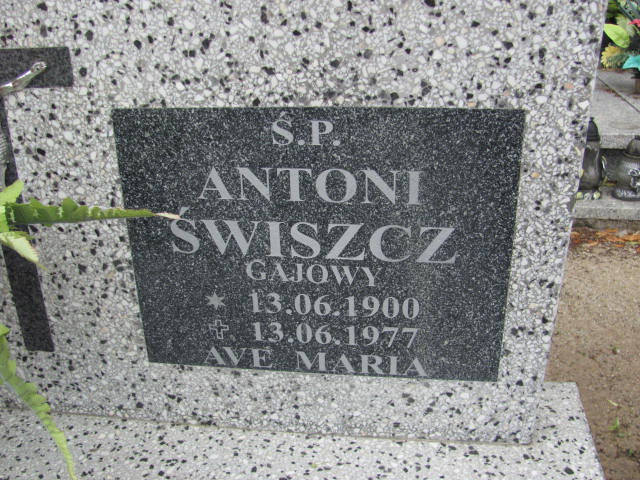 Ś.P.
ANTONI
ŚWISZCZ
GAJOWY
* 13.06.1900
✝ 13.06.1977
AVE MARIA